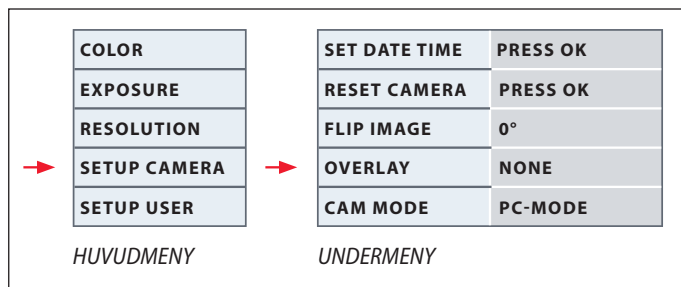 COLOR
EXPOSURE
RESOLUTION
SETUP CAMERA
SETUP USER
HUVUDMENY
SET DATE TIME PRESS OK
RESET CAMERA PRESS OK
FLIP IMAGE 0°
OVERLAY NONE
CAM MODE PC-MODE
UNDERMENY